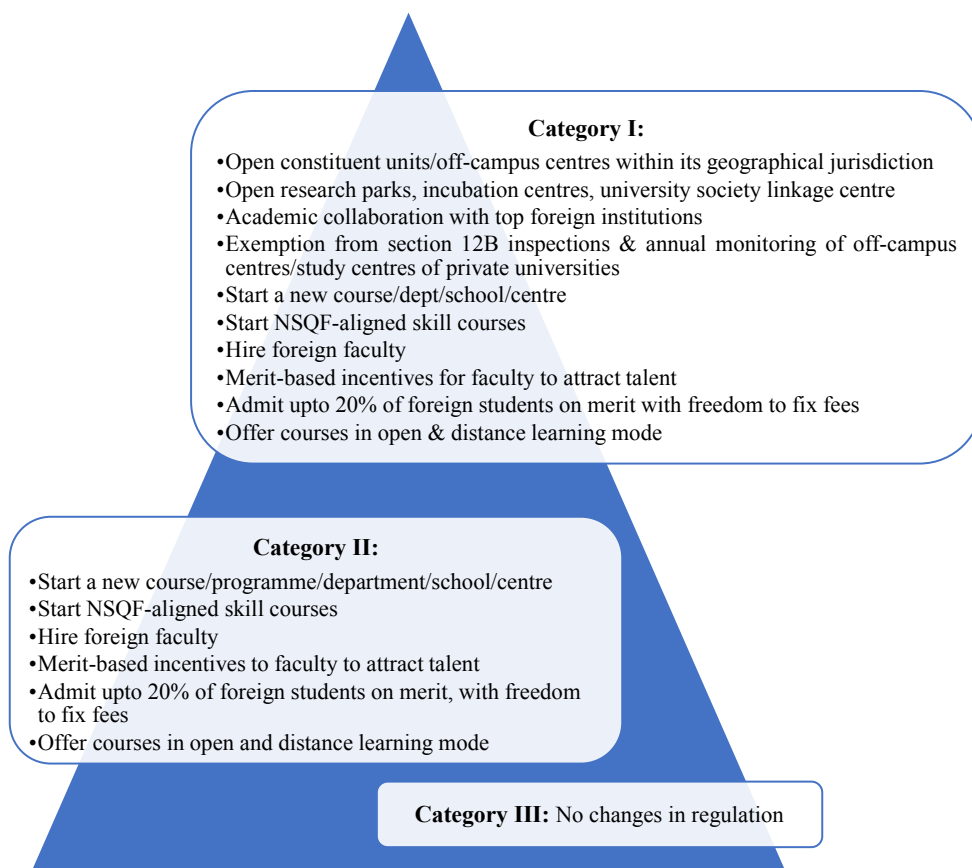 Category I:
•Open constituent units/off-campus centres within its geographical jurisdiction
•Open research parks, incubation centres, university society linkage centre
•Academic collaboration with top foreign institutions
•Exemption from section 12B inspections & annual monitoring of off-campus
centres/study centres of private universities
•Start a new course/dept/school/centre
•Start NSQF-aligned skill courses
•Hire foreign faculty
•Merit-based incentives for faculty to attract talent
•Admit upto 20% of foreign students on merit with freedom to fix fees
•Offer courses in open & distance learning mode
Category II:
•Start a new course/programme/department/school/centre
•Start NSQF-aligned skill courses
•Hire foreign faculty
•Merit-based incentives to faculty to attract talent
•Admit upto 20% of foreign students on merit, with freedom
to fix fees
•Offer courses in open and distance learning mode
Category III: No changes in regulation